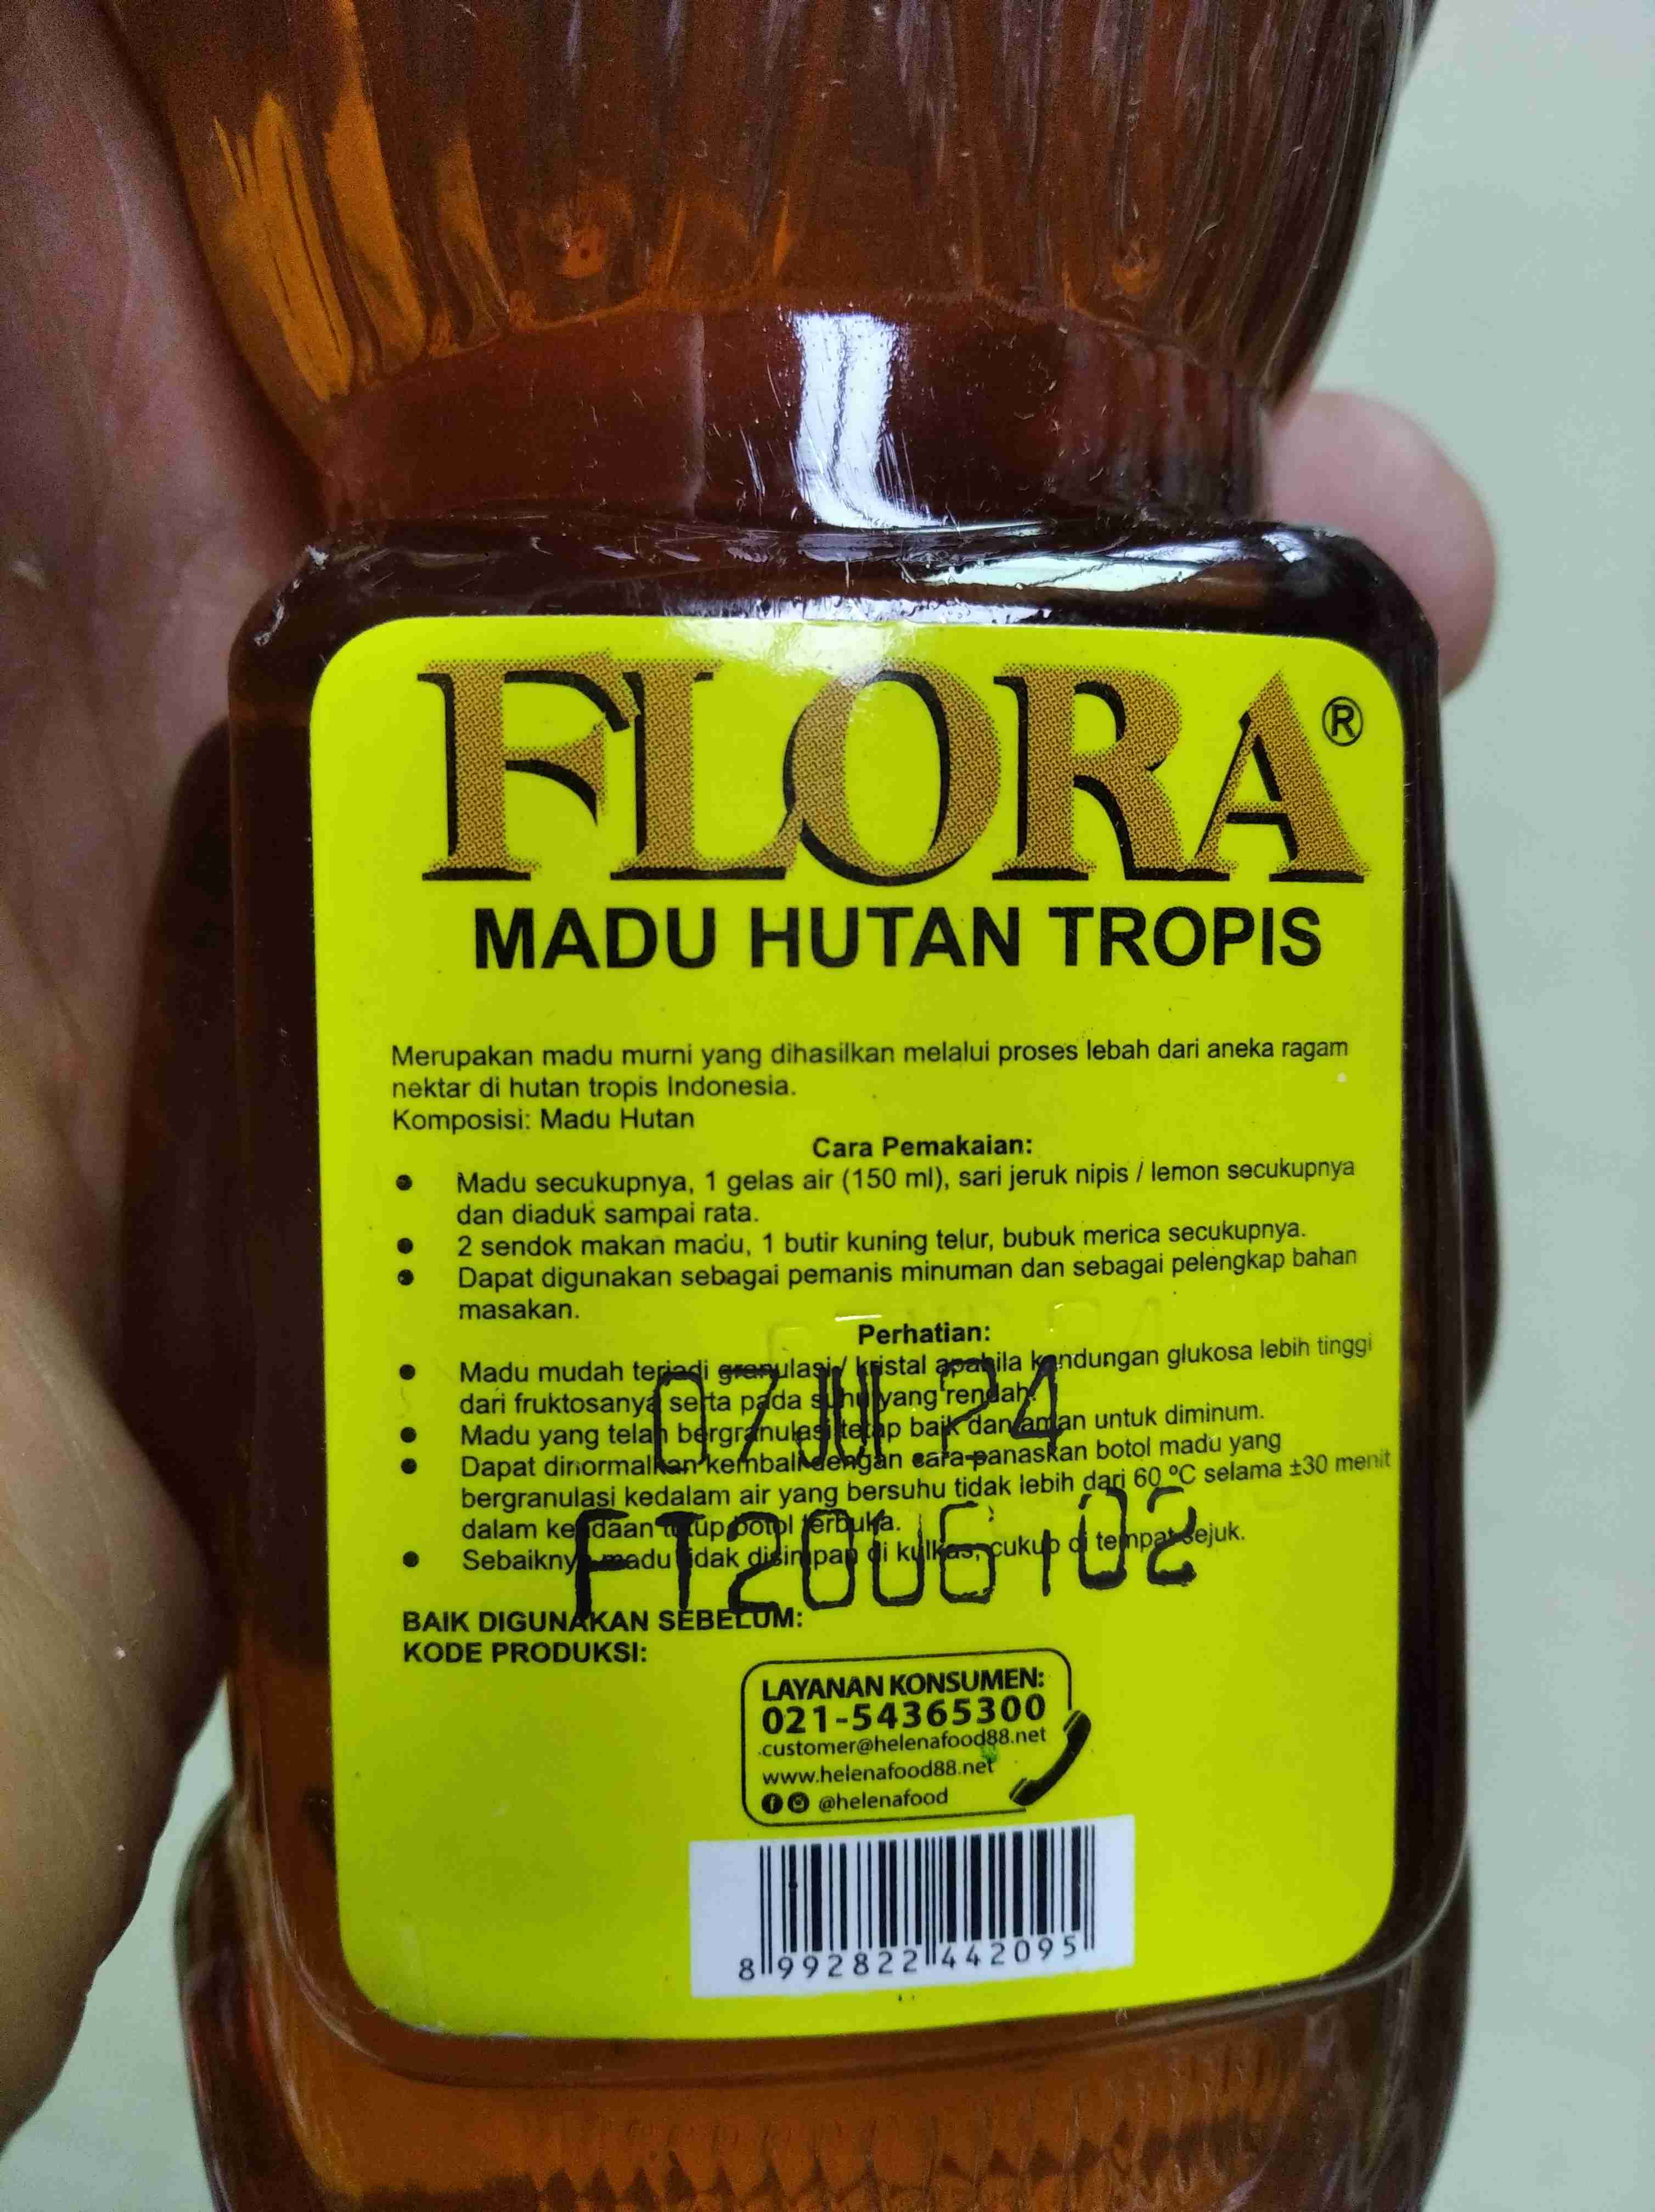 FLORA®
MADU HUTAN TROPIS
Merupakan madu murni yang dihasilkan melalui proses lebah dari aneka ragam
nektar di hutan tropis Indonesia.
Komposisi: Madu Hutan
Cara Pemakaian:
• Madu secukupnya, 1 gelas air (150 ml), sari jeruk nipis / lemon secukupnya
dan diaduk sampai rata.
• 2 sendok makan madu, 1 butir kuning telur, bubuk merica secukupnya.
• Dapat digunakan sebagai pemanis minuman dan sebagai pelengkap bahan
masakan.
Perhatian:
• Madu mudah terjadi granulasi / kristal apabila kandungan glukosa lebih tinggi
dari fruktosanya serta pada suhu yang rendah.
• Madu yang telah bergranulasi tetap baik dan aman untuk diminum.
• Dapat dinormalkan kembali dengan cara panaskan botol madu yang
bergranulasi kedalam air yang bersuhu tidak lebih dari 60 ºC selama ±30 menit
dalam keadaan tutup botol terbuka.
• Sebaiknya madu tidak disimpan di kulkas, cukup di tempat sejuk.
07 JUL 24
FT2006 102
BAIK DIGUNAKAN SEBELUM:
KODE PRODUKSI:
LAYANAN KONSUMEN:
021-54365300
customer@helenafood88.net
www.helenafood88.net
@helenafood
8 992822 442095